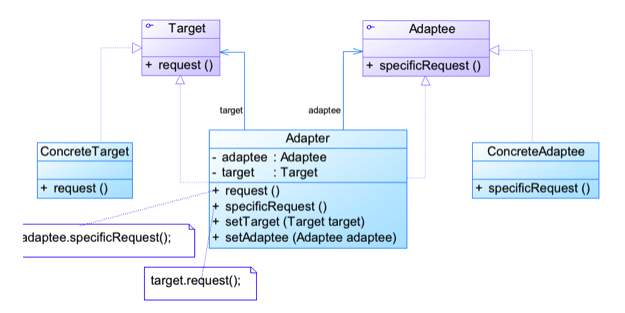 Target
+ request ()
Adaptee
+ specificRequest ()
target
adaptee
ConcreteTarget
+ request ()
Adapter
- adaptee : Adaptee
- target : Target
+ request ()
+ specificRequest ()
+ setTarget (Target target)
+ setAdaptee (Adaptee adaptee)
ConcreteAdaptee
+ specificRequest ()
adaptee.specificRequest();
target.request();